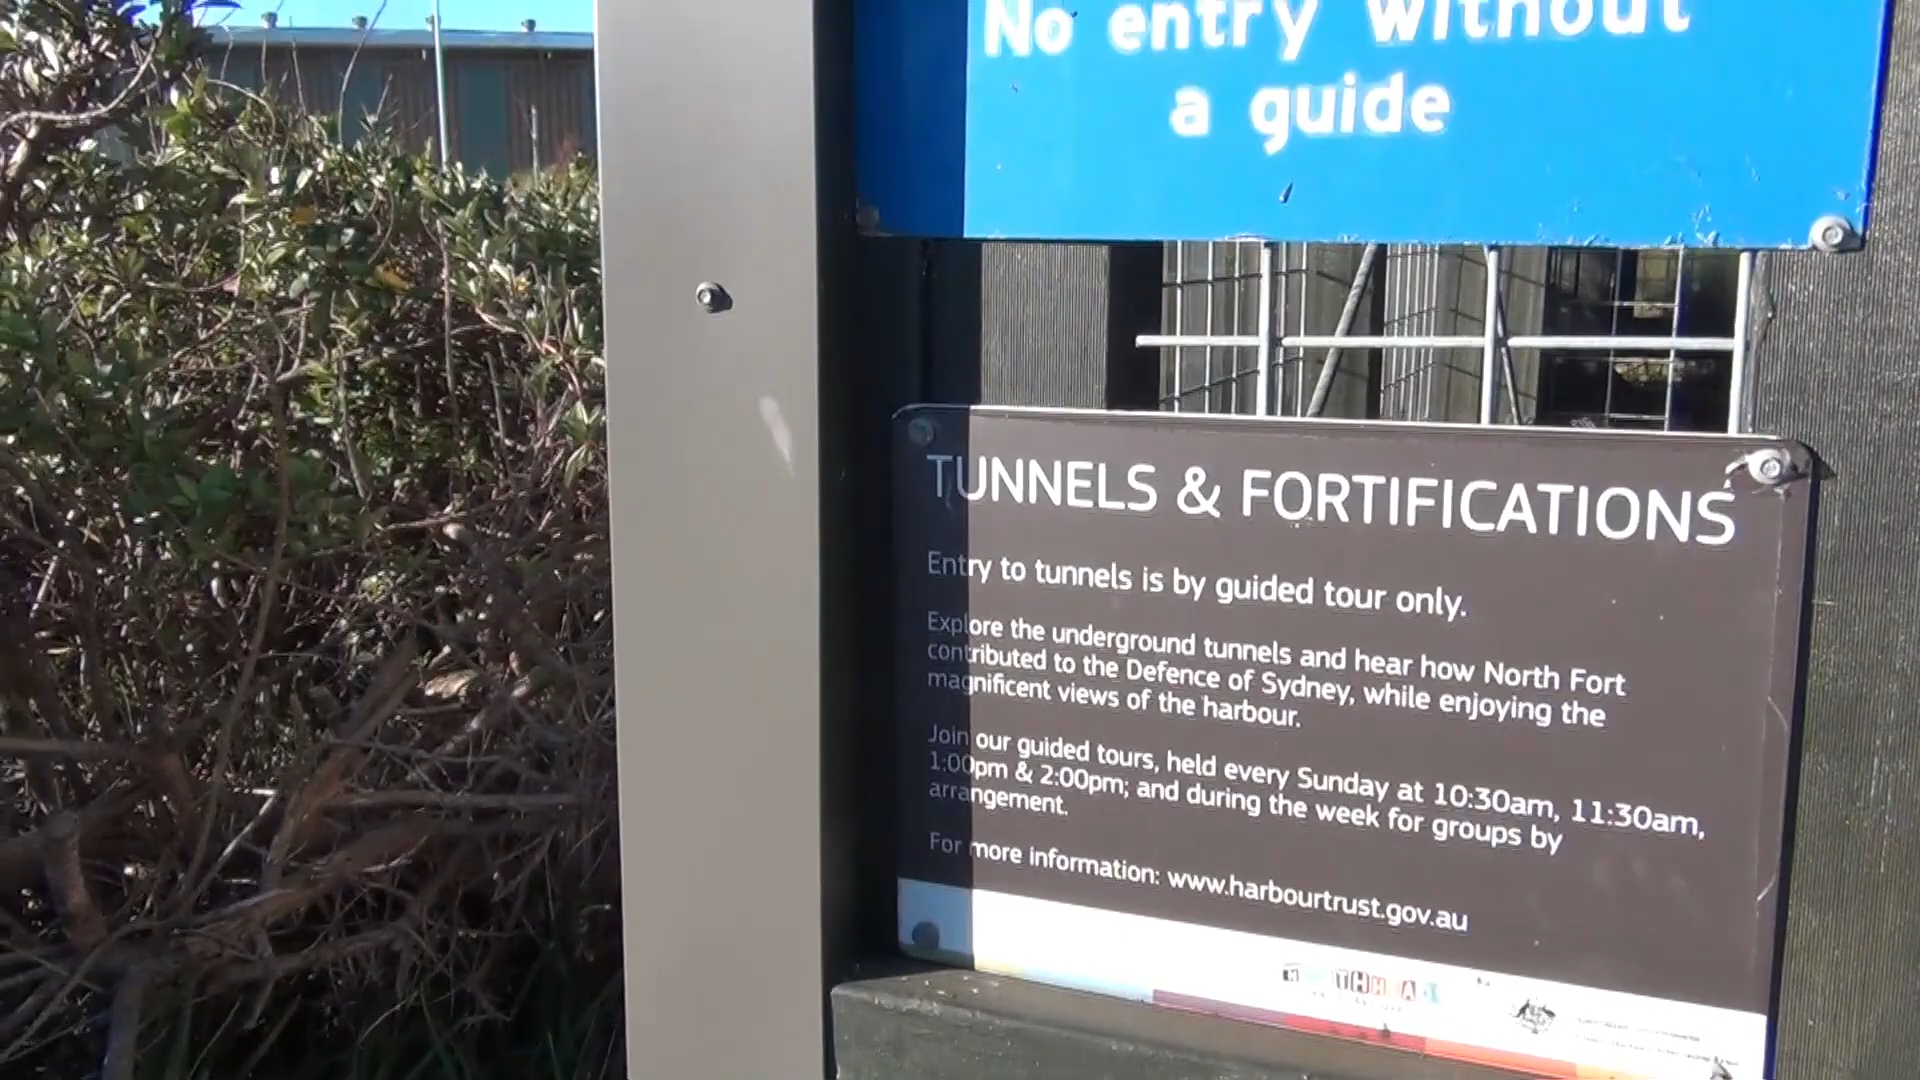 No entry without
a guide
TUNNELS & FORTIFICATIONS
Entry to tunnels is by guided tour only.
Explore the underground tunnels and hear how North Fort
contributed to the Defence of Sydney, while enjoying the
magnificent views of the harbour.
Join our guided tours, held every Sunday at 10:30am, 11:30am,
1:00pm & 2:00pm; and during the week for groups by
arrangement.
For more information: www.harbourtrust.gov.au